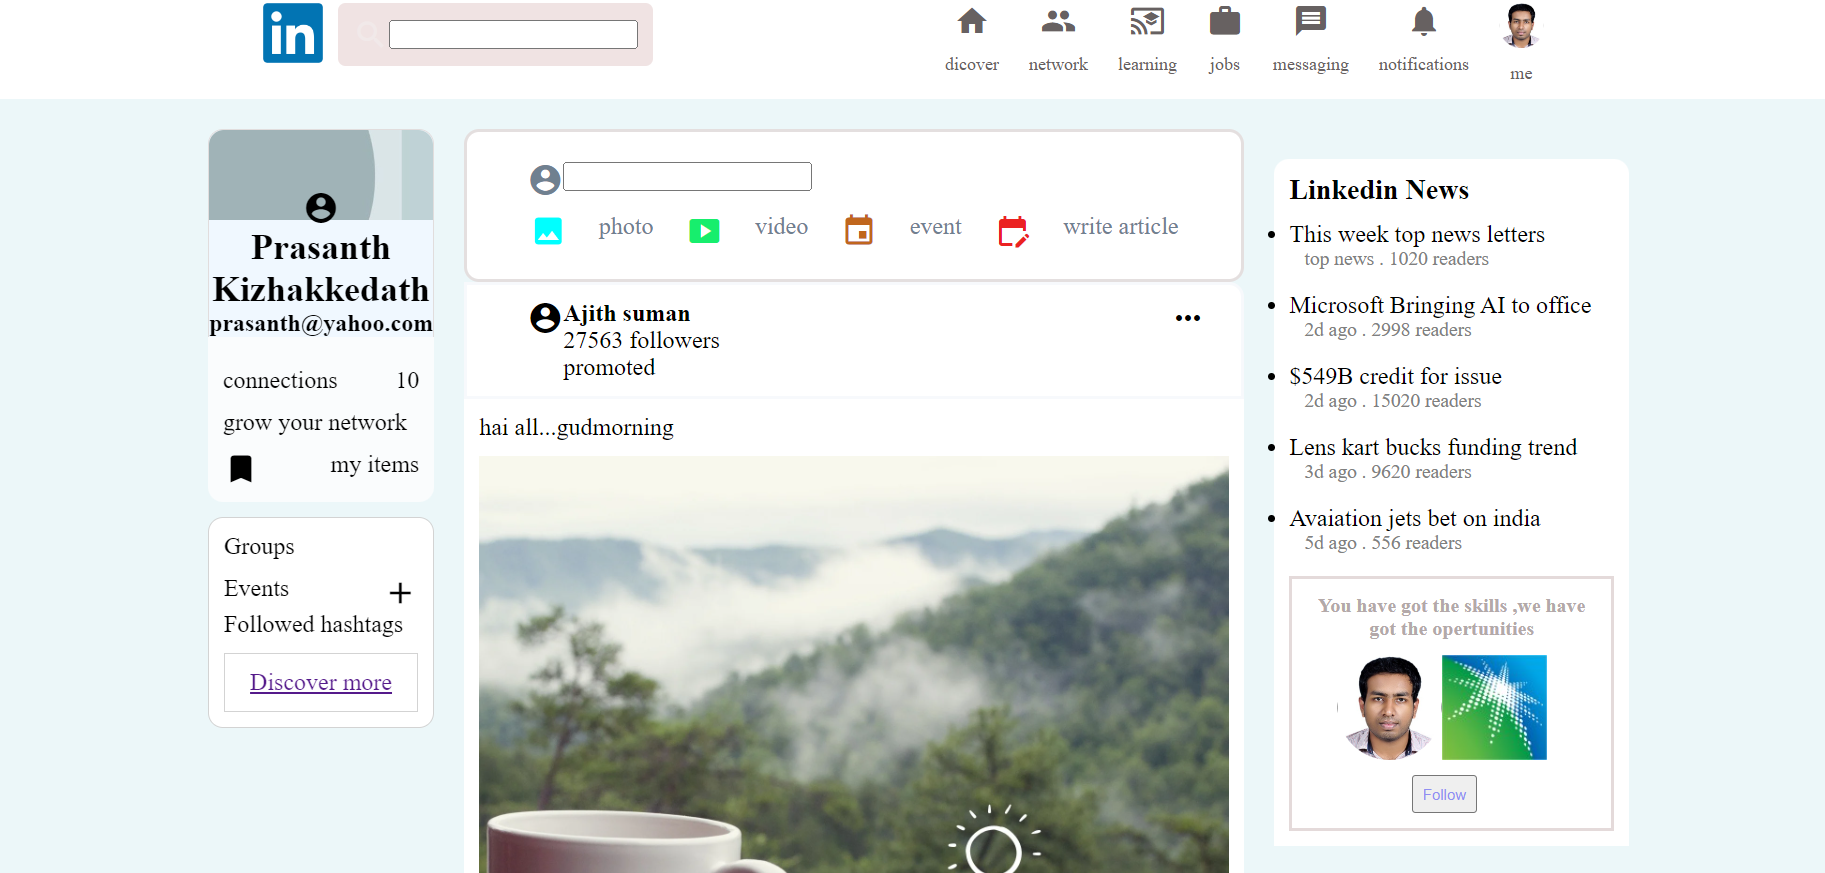 in
dicover
network
learning
jobs
messaging
notifications
me
Prasanth
Kizhakkedath
prasanth@yahoo.com
connections 10
grow your network
my items
Groups
Events
Followed hashtags
Discover more
photo
video
event
write article
Ajith suman
27563 followers
promoted
hai all...gudmorning
Linkedin News
This week top news letters
top news . 1020 readers
Microsoft Bringing AI to office
2d ago . 2998 readers
$549B credit for issue
2d ago . 15020 readers
Lens kart bucks funding trend
3d ago . 9620 readers
Avaiation jets bet on india
5d ago . 556 readers
You have got the skills ,we have
got the opertunities
Follow